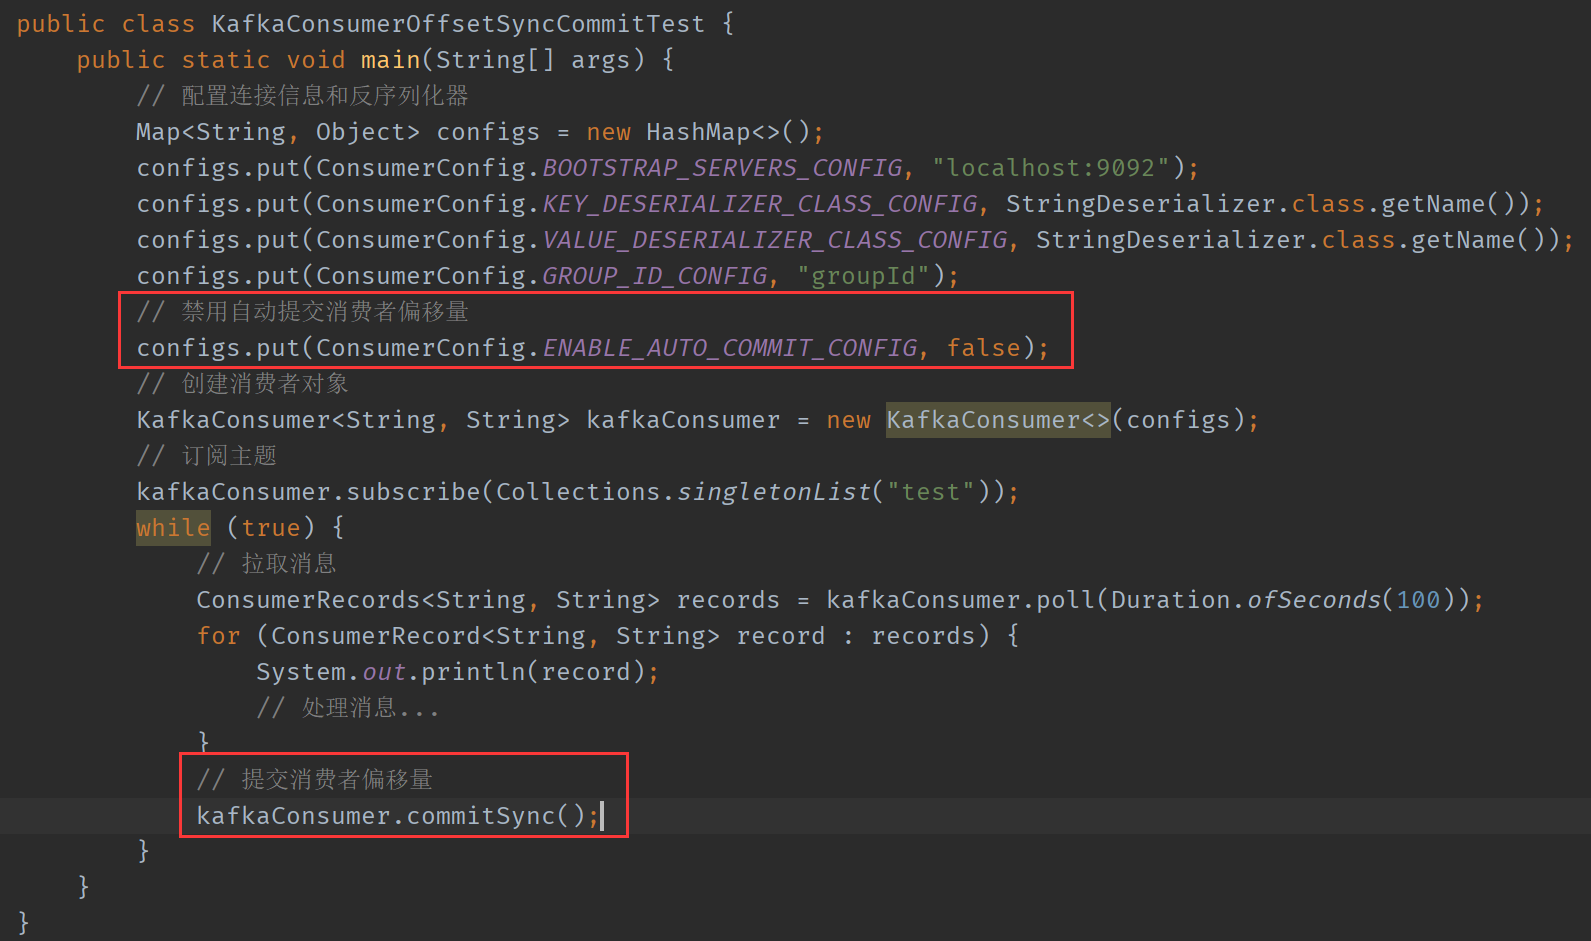 public class KafkaConsumerOffsetSyncCommitTest {
    public static void main(String[] args) {
        // 配置连接信息和反序列化器
        Map<String, Object> configs = new HashMap<>();
        configs.put(ConsumerConfig.BOOTSTRAP_SERVERS_CONFIG, "localhost:9092");
        configs.put(ConsumerConfig.KEY_DESERIALIZER_CLASS_CONFIG, StringDeserializer.class.getName());
        configs.put(ConsumerConfig.VALUE_DESERIALIZER_CLASS_CONFIG, StringDeserializer.class.getName());
        configs.put(ConsumerConfig.GROUP_ID_CONFIG, "groupId");
        // 禁用自动提交消费者偏移量
        configs.put(ConsumerConfig.ENABLE_AUTO_COMMIT_CONFIG, false);
        // 创建消费者对象
        KafkaConsumer<String, String> kafkaConsumer = new KafkaConsumer<>(configs);
        // 订阅主题
        kafkaConsumer.subscribe(Collections.singletonList("test"));
        while (true) {
            // 拉取消息
            ConsumerRecords<String, String> records = kafkaConsumer.poll(Duration.ofSeconds(100));
            for (ConsumerRecord<String, String> record : records) {
                System.out.println(record);
                // 处理消息...
            }
            // 提交消费者偏移量
            kafkaConsumer.commitSync();
        }
    }
}